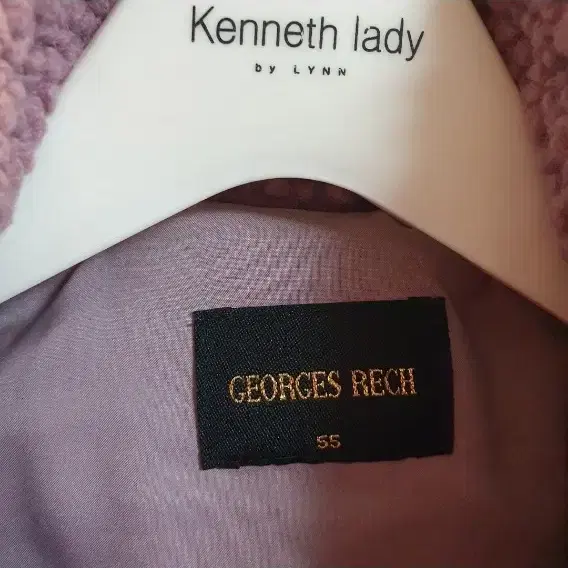 Kenneth lady
by LYNN
GEORGES RECH
55